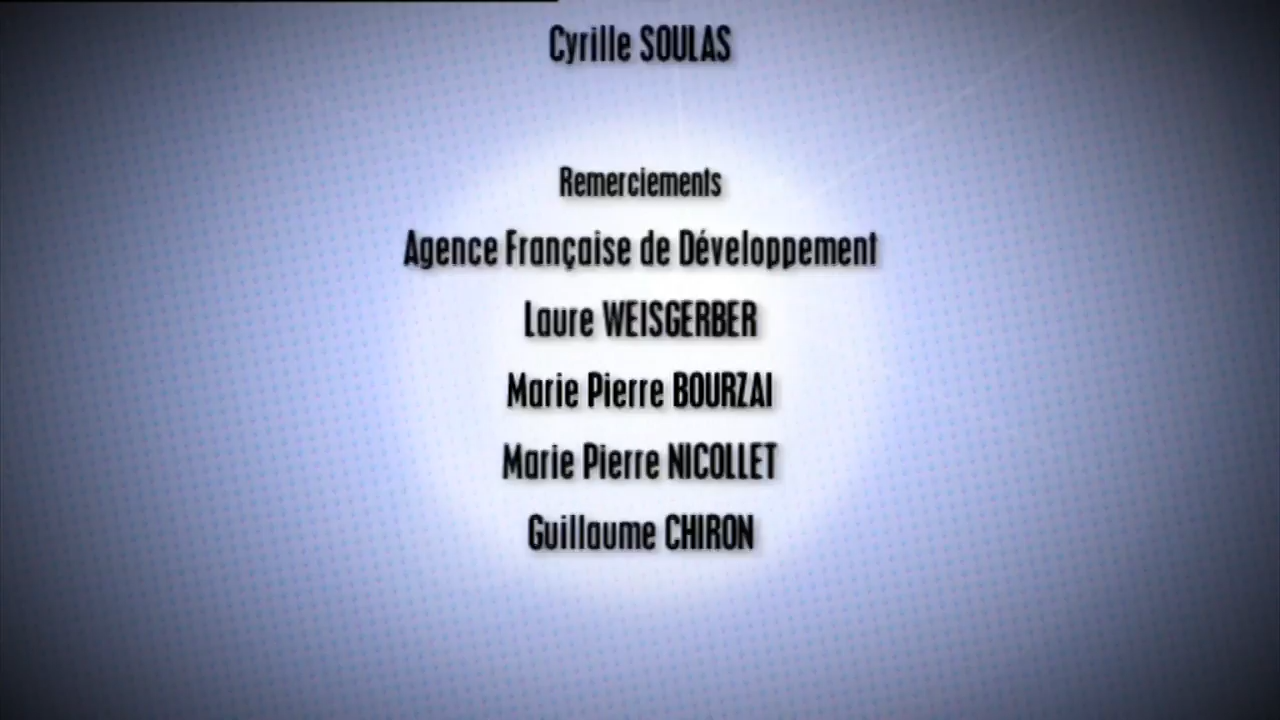 Cyrille SOULAS
Remerciements
Agence Française de Développement
Laure WEISGERBER
Marie Pierre BOURZAI
Marie Pierre NICOLLET
Guillaume CHIRON